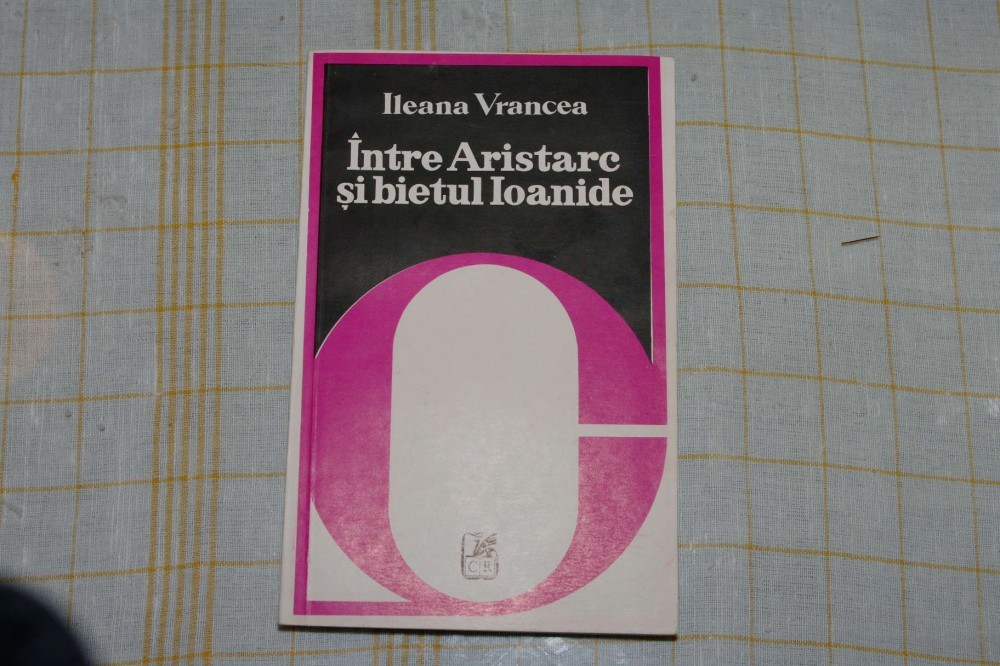 Ileana Vrancea
Între Aristarc
și bietul Ioanide
CR